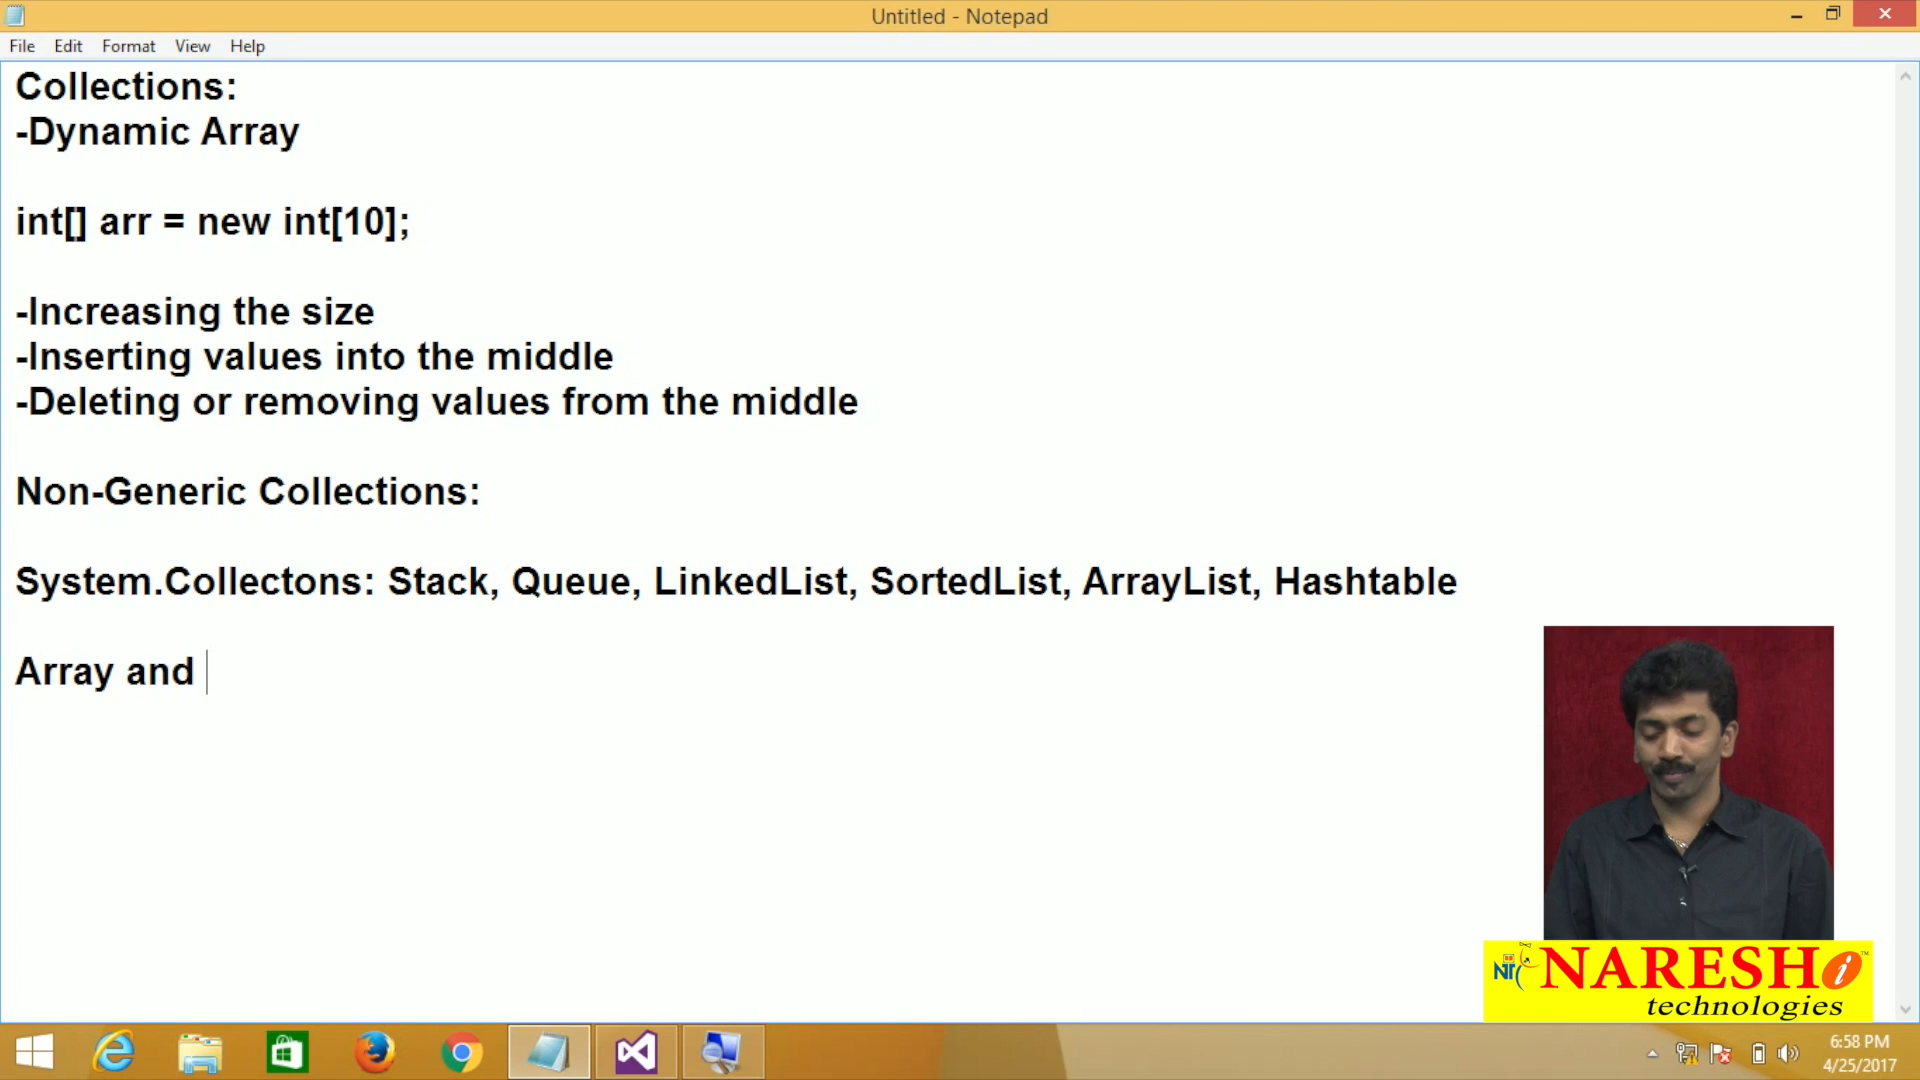 Untitled - Notepad
File Edit Format View Help
Collections:
-Dynamic Array
int[] arr = new int[10];
-Increasing the size
-Inserting values into the middle
-Deleting or removing values from the middle
Non-Generic Collections:
System.Collectons: Stack, Queue, LinkedList, SortedList, ArrayList, Hashtable
Array and
NARESH i
technologies
6:58 PM
4/25/2017